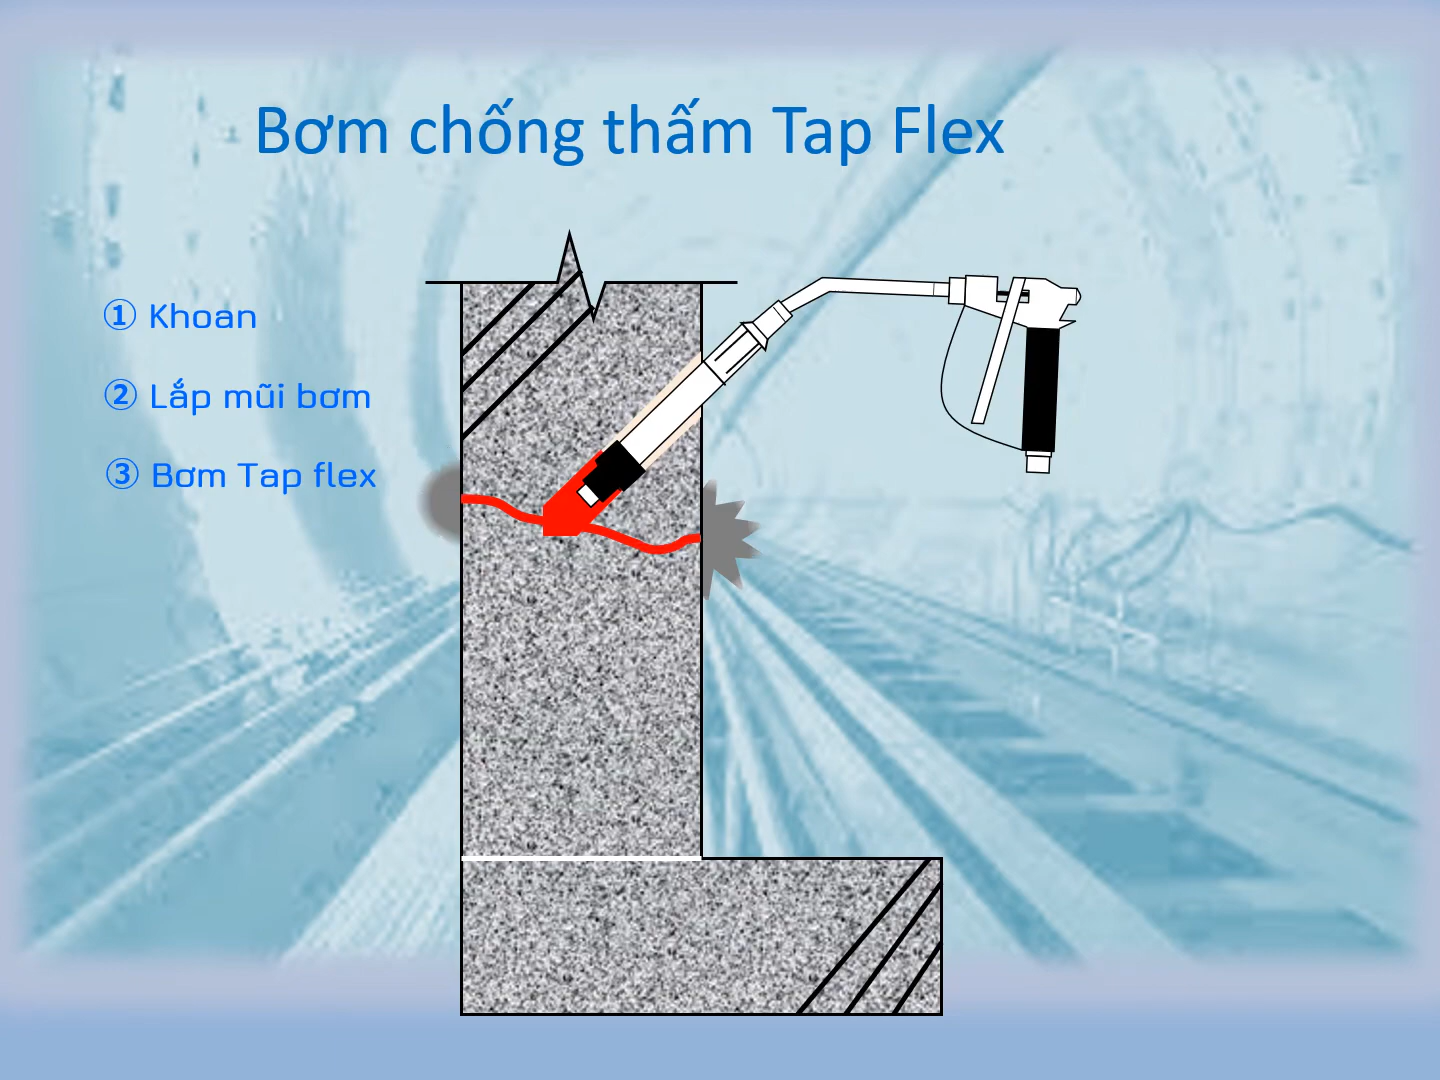 Bơm chống thấm Tap Flex
① Khoan
② Lắp mũi bơm
③ Bơm Tap flex